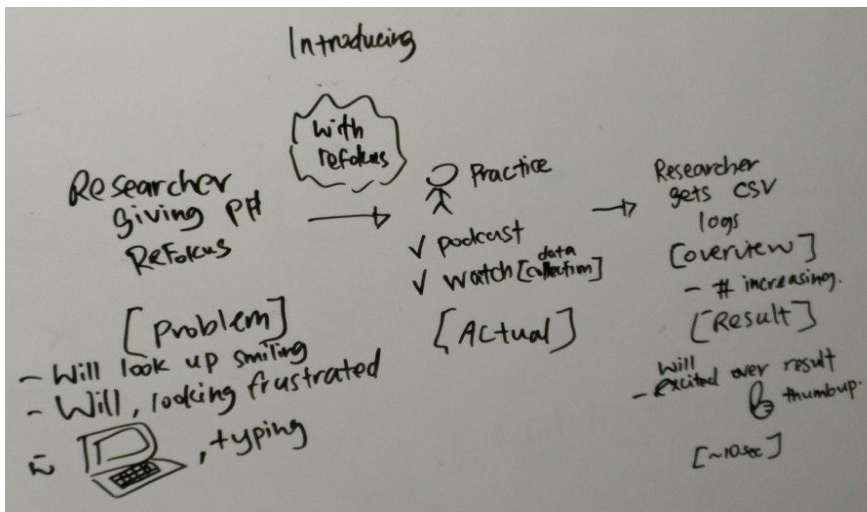 Introducing
with
refokus
Researcher
giving PPt
ReFokus
[Problem]
- Will look up smiling
- Will, looking frustrated
, typing
Practice
✓ podcast
✓ watch [data collection]
[Actual]
Researcher
gets CSV
logs
[overview]
- # increasing.
[Result]
- Will Excited over result
thumbup.
[~10sec]